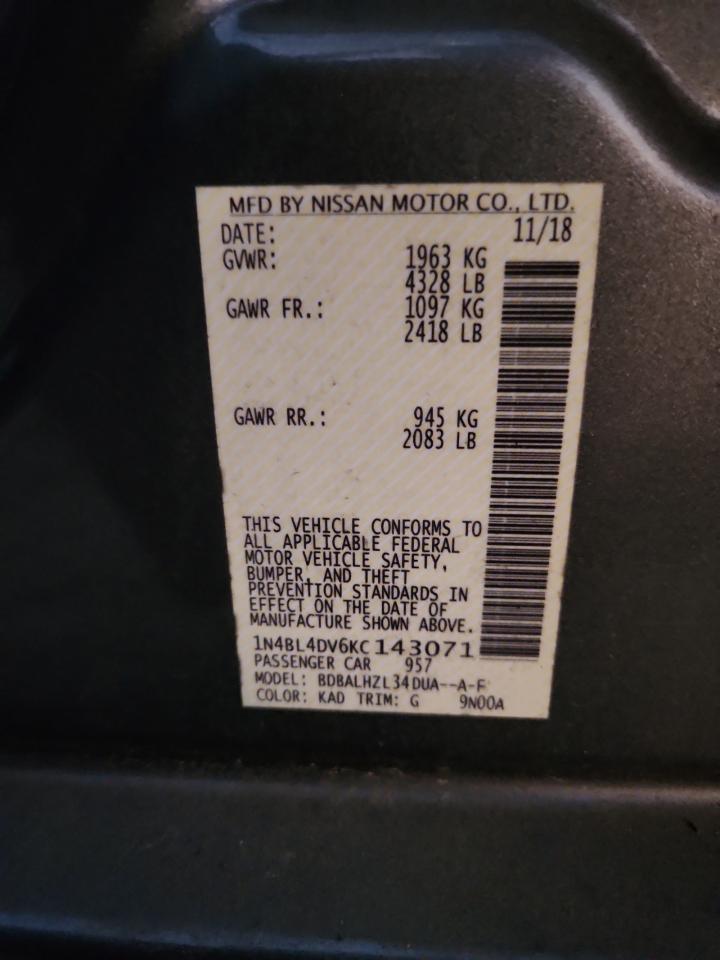 MFD BY NISSAN MOTOR CO., LTD.
DATE: 11/18
GVWR: 1963 KG
4328 LB
GAWR FR.: 1097 KG
2418 LB
GAWR RR.: 945 KG
2083 LB
THIS VEHICLE CONFORMS TO
ALL APPLICABLE FEDERAL
MOTOR VEHICLE SAFETY,
BUMPER, AND THEFT
PREVENTION STANDARDS IN
EFFECT ON THE DATE OF
MANUFACTURE SHOWN ABOVE.
1N4BL4DV6KC143071
PASSENGER CAR 957
MODEL: BDBALHZL34DUA--A-F
COLOR: KAD TRIM: G 9N00A